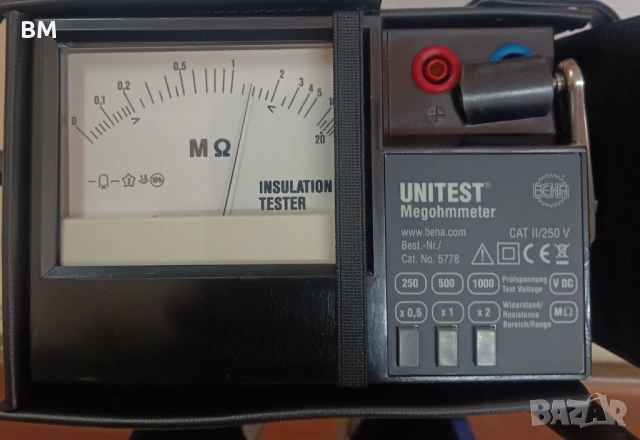 BM
0 0,1 0,2 0,5 1 2 3 4 5
20
MΩ
INSULATION
TESTER
+
UNITEST®
Megohmmeter
BEHA
www.beha.com
CAT II/250 V
Best.-Nr./
Cat. No. 5778
CE
250 500 1000 Prüfspannung
Test Voltage V DC
x 0,5 x 1 x 2 Widerstand/
Resistance
Bereich/Range MΩ
BAZAR